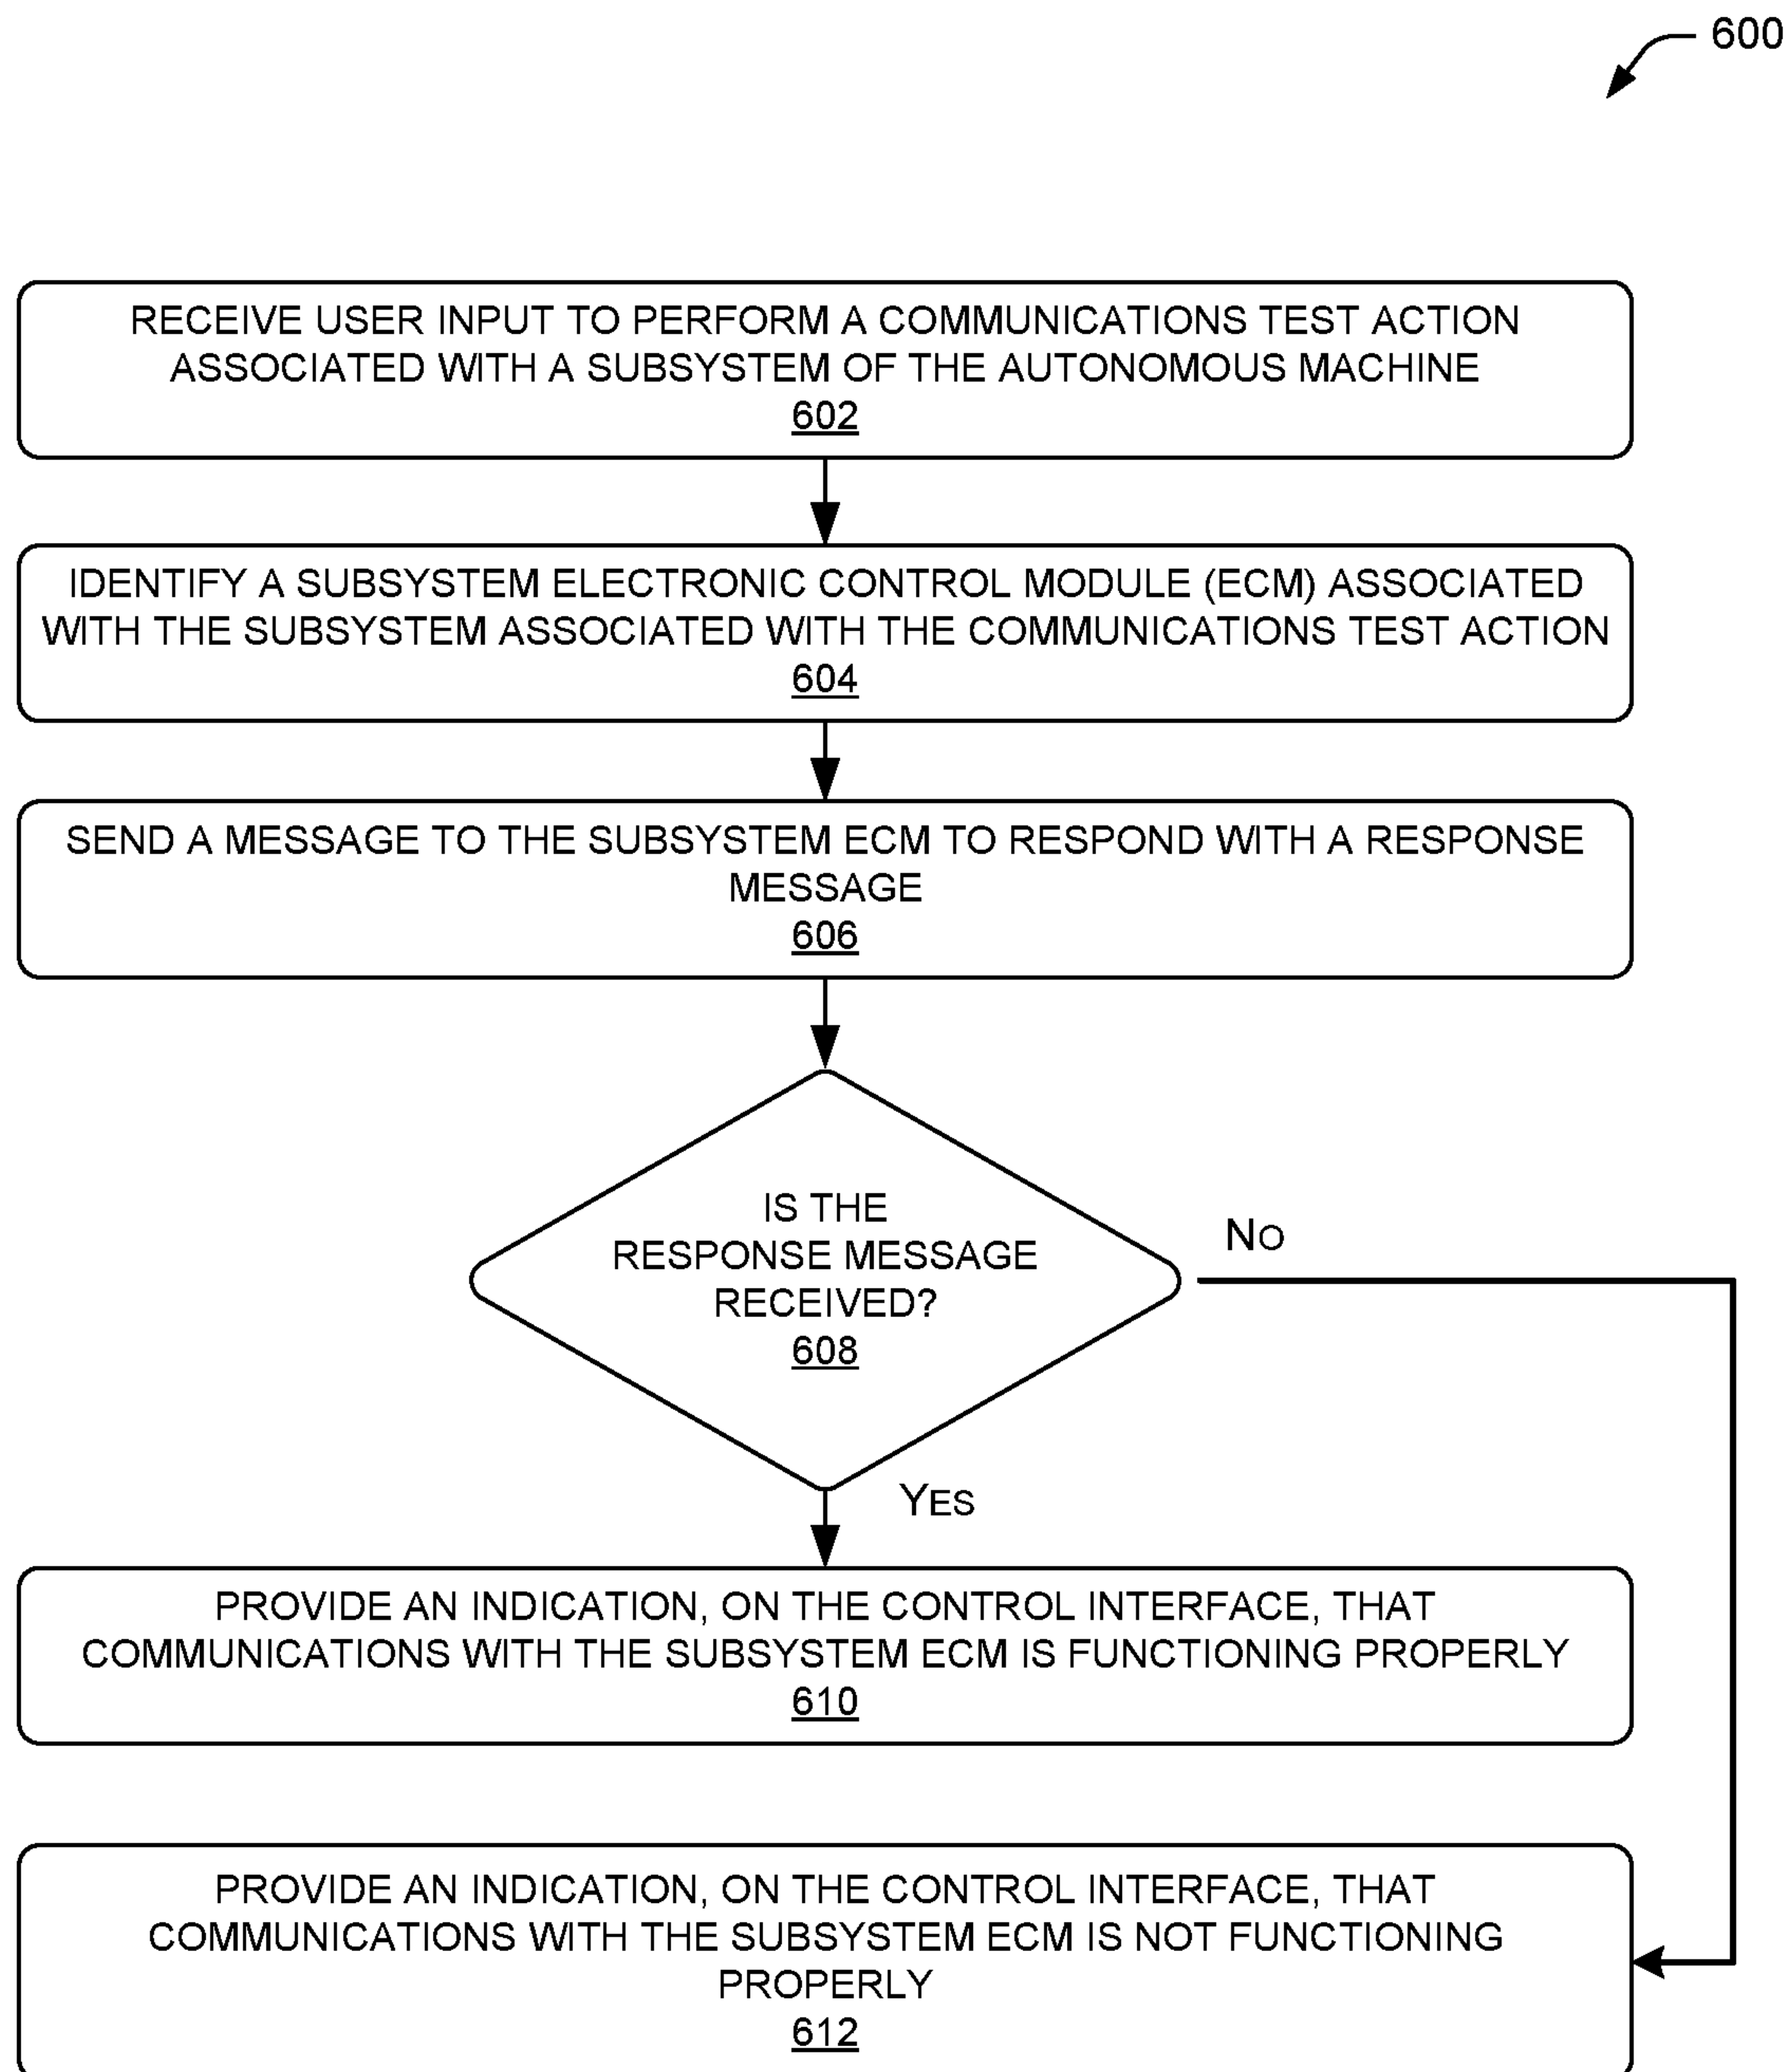 600
RECEIVE USER INPUT TO PERFORM A COMMUNICATIONS TEST ACTION
ASSOCIATED WITH A SUBSYSTEM OF THE AUTONOMOUS MACHINE
602
IDENTIFY A SUBSYSTEM ELECTRONIC CONTROL MODULE (ECM) ASSOCIATED
WITH THE SUBSYSTEM ASSOCIATED WITH THE COMMUNICATIONS TEST ACTION
604
SEND A MESSAGE TO THE SUBSYSTEM ECM TO RESPOND WITH A RESPONSE
MESSAGE
606
IS THE
RESPONSE MESSAGE
RECEIVED?
608
NO
YES
PROVIDE AN INDICATION, ON THE CONTROL INTERFACE, THAT
COMMUNICATIONS WITH THE SUBSYSTEM ECM IS FUNCTIONING PROPERLY
610
PROVIDE AN INDICATION, ON THE CONTROL INTERFACE, THAT
COMMUNICATIONS WITH THE SUBSYSTEM ECM IS NOT FUNCTIONING
PROPERLY
612